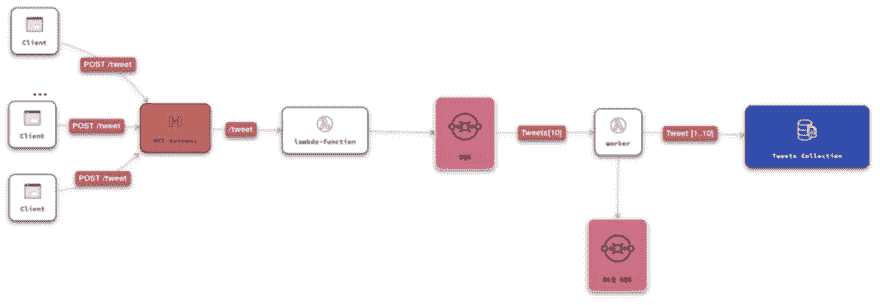 Client
POST /tweet
...
Client
POST /tweet
Client
POST /tweet
API Gateway
/tweet
lambda-function
SQS
Tweets[10]
worker
Tweet [1..10]
Tweets Collection
DLQ SQS